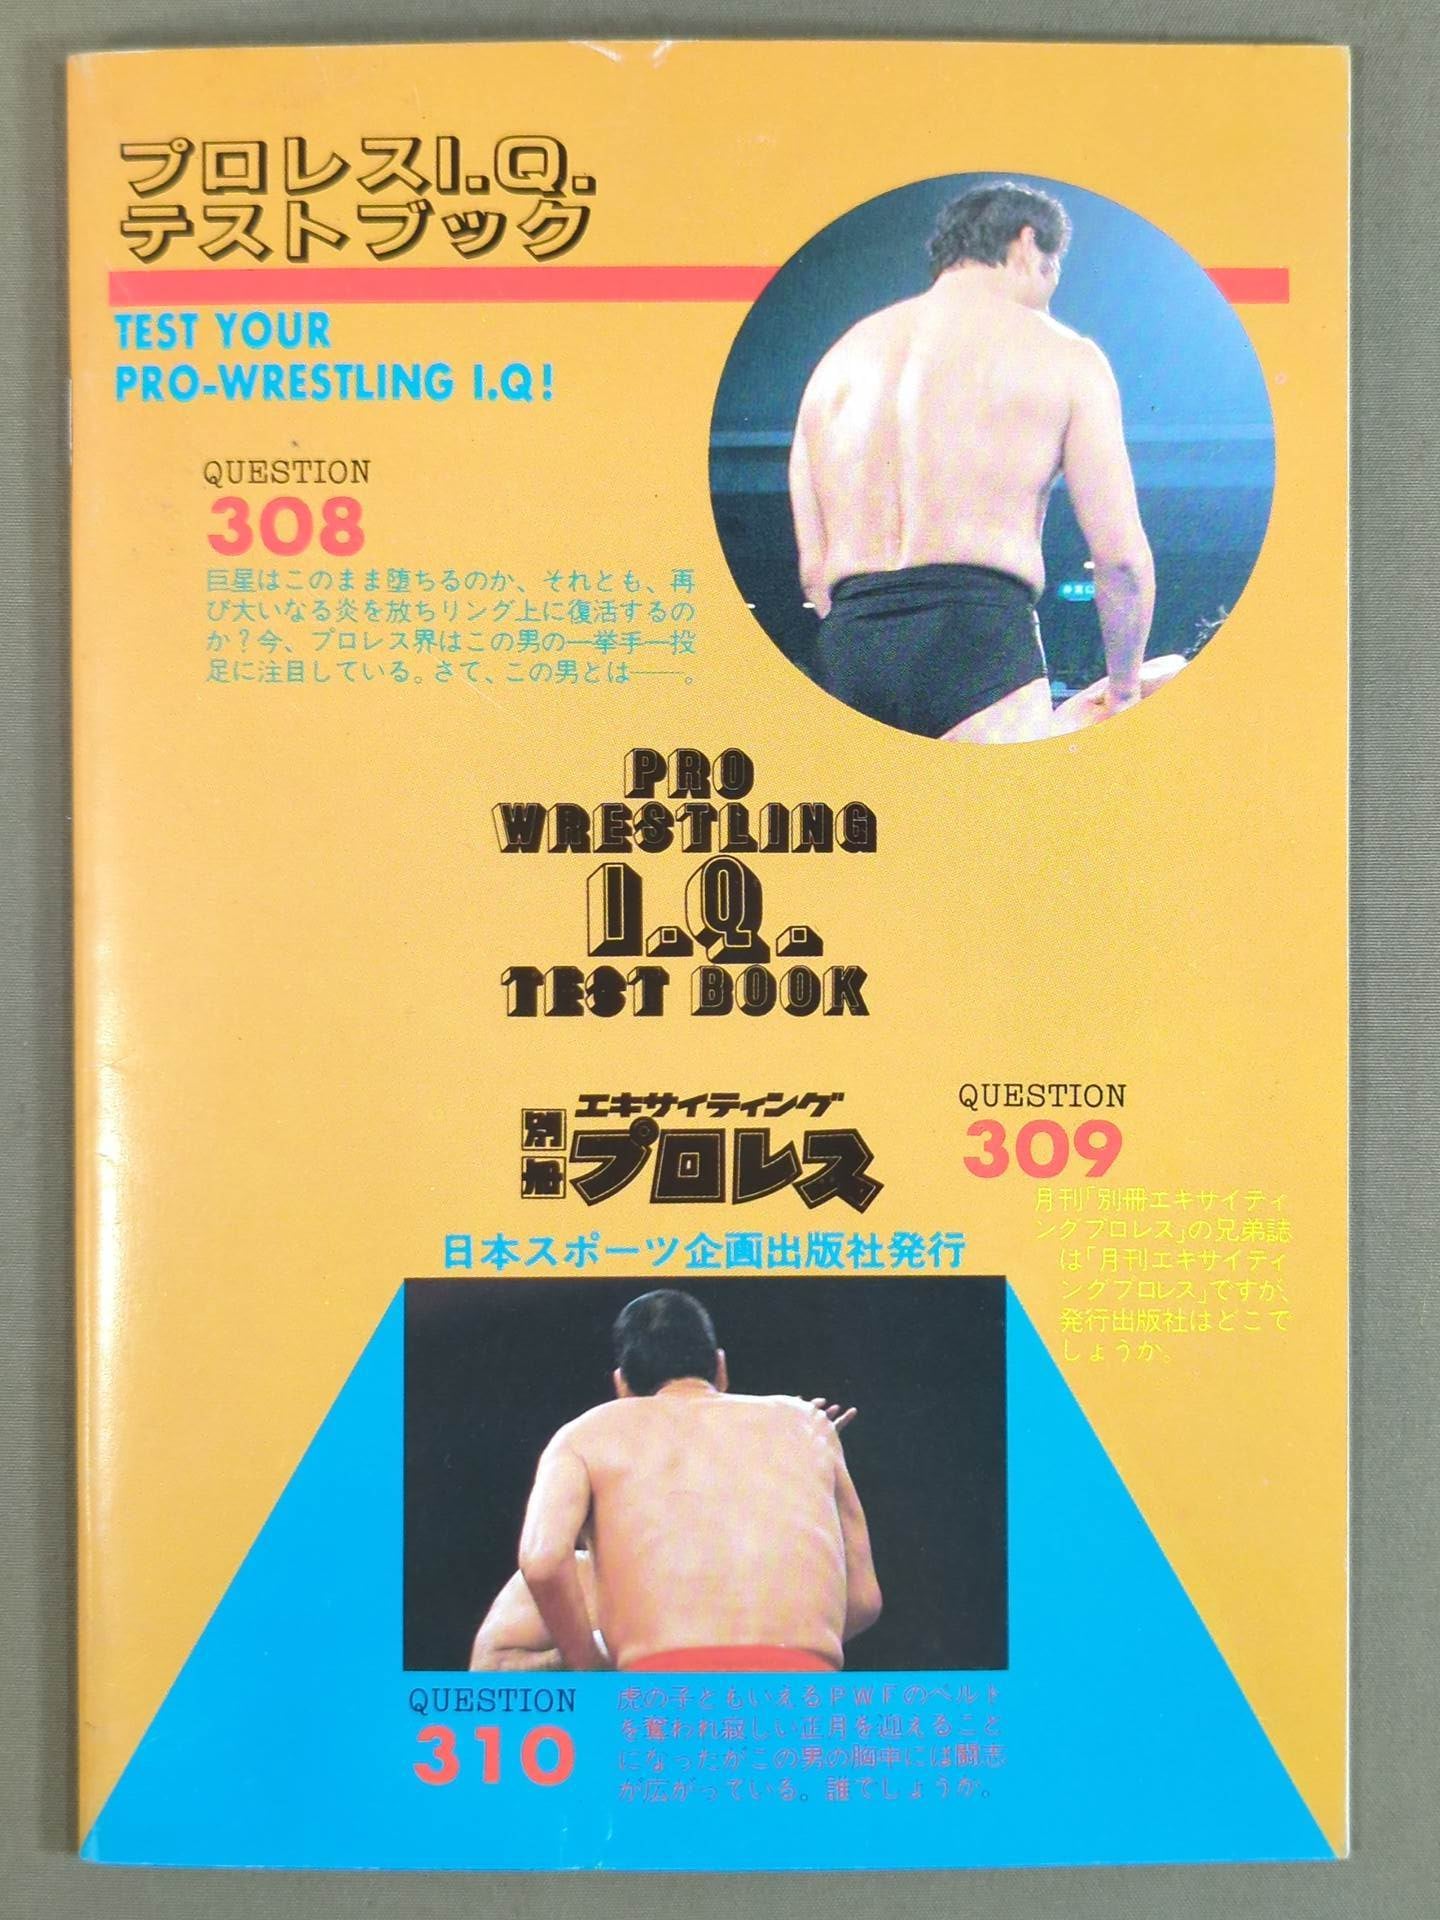 プロレスI.Q.
テストブック
TEST YOUR
PRO-WRESTLING I.Q!
QUESTION
308
巨星はこのまま堕ちるのか、それとも、再
び大いなる炎を放ちリング上に復活するの
か?今、プロレス界はこの男の一挙手一投
足に注目している。さて、この男とは——。
PRO
WRESTLING
I.Q.
TEST BOOK
別冊
エキサイティング
プロレス
日本スポーツ企画出版社発行
QUESTION
309
月刊「別冊エキサイティ
ングプロレス」の兄弟誌
は「月刊エキサイティ
ングプロレス」ですが、
発行出版社はどこで
しょうか。
QUESTION
310
虎の子ともいえるPWFのベルト
を奪われ寂しい正月を迎えること
になったがこの男の胸中には闘志
が広がっている。誰でしょうか。